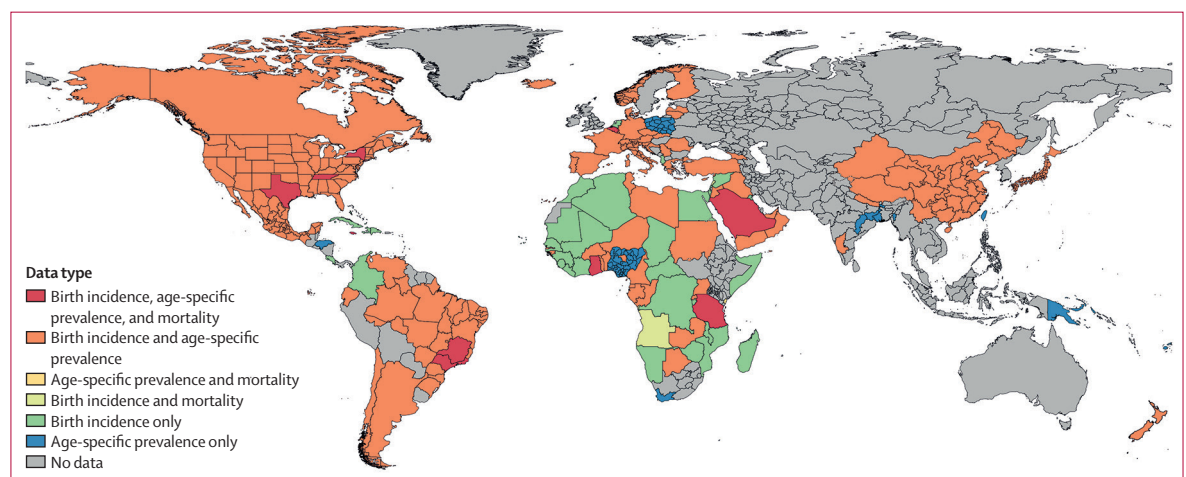 Data type
Birth incidence, age-specific
prevalence, and mortality
Birth incidence and age-specific
prevalence
Age-specific prevalence and mortality
Birth incidence and mortality
Birth incidence only
Age-specific prevalence only
No data